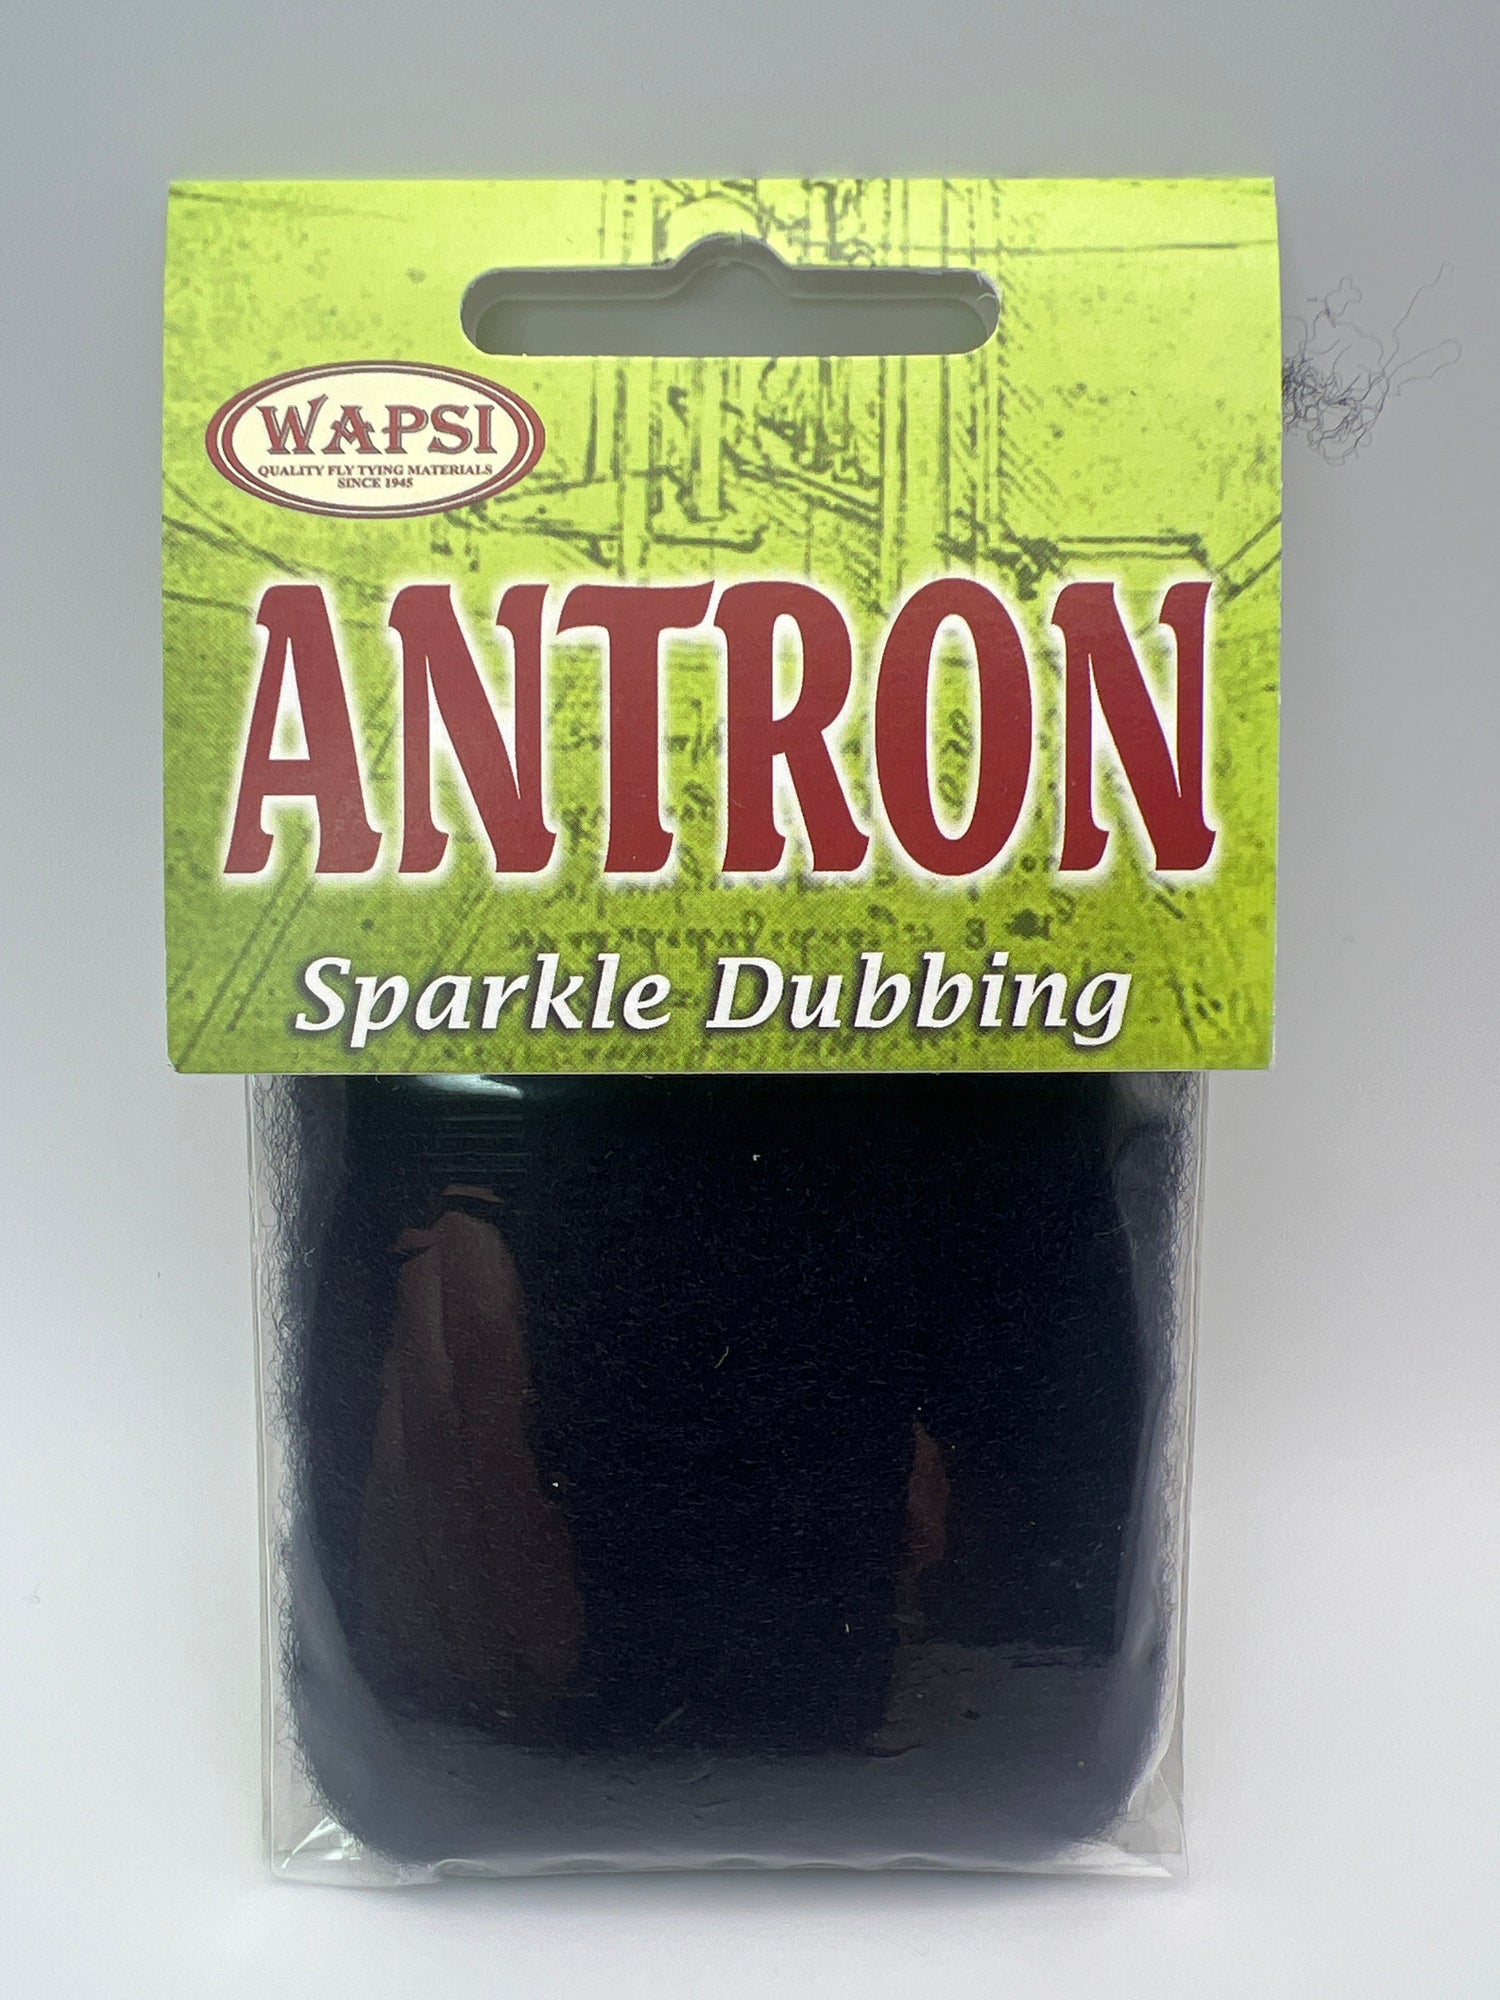 WAPSI
QUALITY FLY TYING MATERIALS
SINCE 1945
ANTRON
Sparkle Dubbing